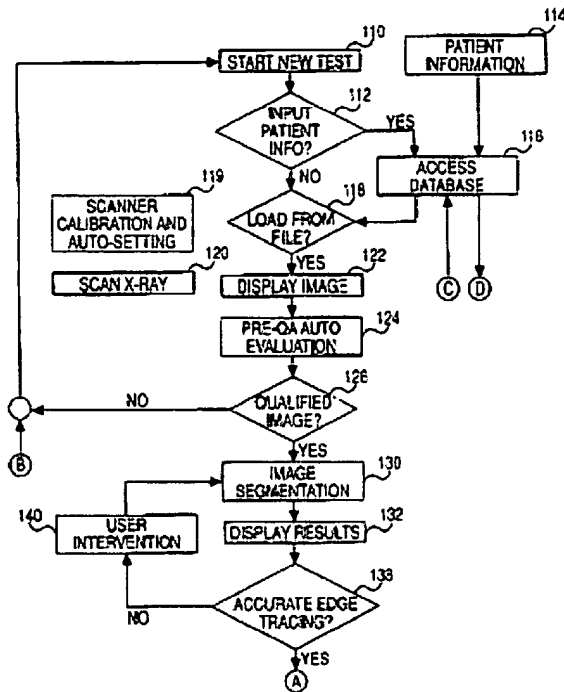 110
START NEW TEST
114
PATIENT
INFORMATION
112
INPUT
PATIENT
INFO?
YES
116
ACCESS
DATABASE
NO
119
SCANNER
CALIBRATION AND
AUTO-SETTING
118
LOAD FROM
FILE?
120
SCAN X-RAY
YES
122
DISPLAY IMAGE
C
D
124
PRE-QA AUTO
EVALUATION
126
QUALIFIED
IMAGE?
NO
B
YES
130
IMAGE
SEGMENTATION
140
USER
INTERVENTION
132
DISPLAY RESULTS
138
ACCURATE EDGE
TRACING?
NO
YES
A